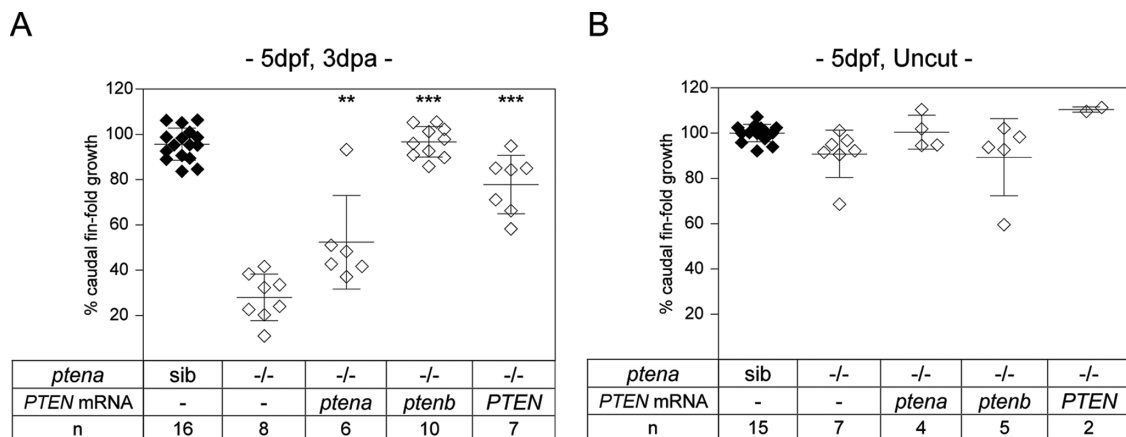 A
- 5dpf, 3dpa -
% caudal fin-fold growth
120
100
80
60
40
20
** *** ***
ptena sib -/- -/- -/- -/-
PTEN mRNA - - ptena ptenb PTEN
n 16 8 6 10 7
B
- 5dpf, Uncut -
% caudal fin-fold growth
120
100
80
60
40
20
ptena sib -/- -/- -/- -/-
PTEN mRNA - - ptena ptenb PTEN
n 15 7 4 5 2